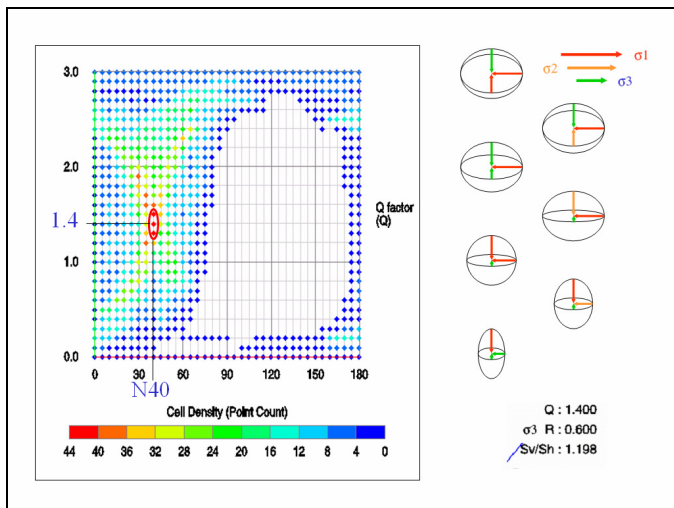 3.0
2.0
1.4
1.0
0.0
0 30 60 90 120 150 180
N40
Q factor
(Q)
Cell Density (Point Count)
44 40 36 32 28 24 20 16 12 8 4 0
σ1
σ2
σ3
Q : 1.400
σ3 R : 0.600
Sv/Sh : 1.198